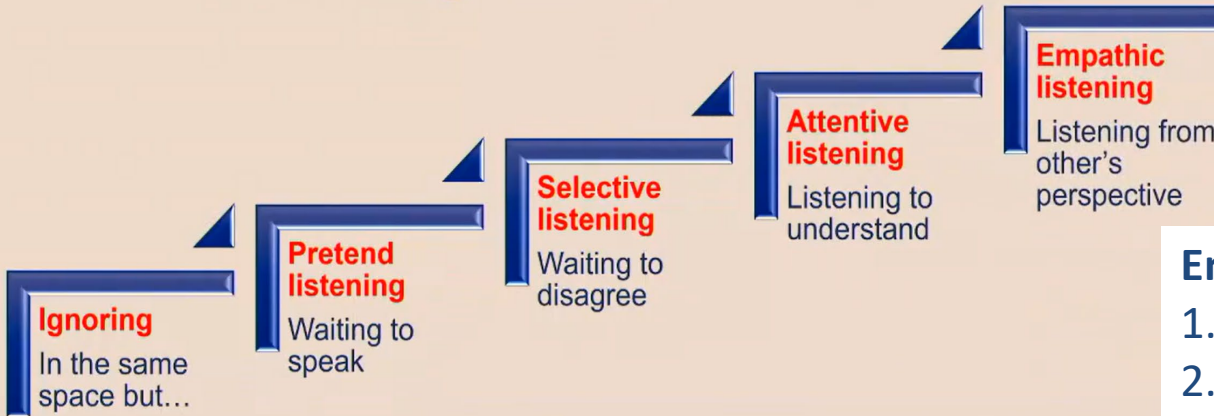 Ignoring
In the same
space but…
Pretend
listening
Waiting to
speak
Selective
listening
Waiting to
disagree
Attentive
listening
Listening to
understand
Empathic
listening
Listening from
other's
perspective
1.
2.